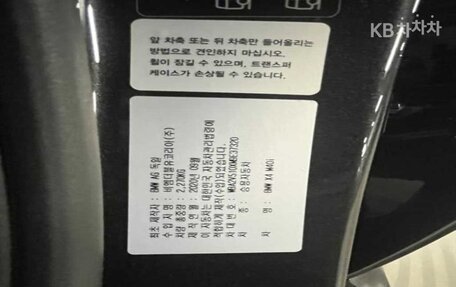 KB차차차
앞 차축 또는 뒤 차축만 들어올리는
방법으로 견인하지 마십시오.
휠이 잠길 수 있으며, 트랜스퍼
케이스가 손상될 수 있습니다.
최초 제작자 : BMW AG 독일
수 입 자 : 비엠더블유코리아(주)
차량 총중량 : 2,270KG
제 작 연 월 : 2020년 09월
이 자동차는 대한민국 자동차관리법령에
적합하게 제작(수입)되었습니다.
차 대 번 호 :
차 종 : 승용자동차
차 명 : BMW X4 M40i